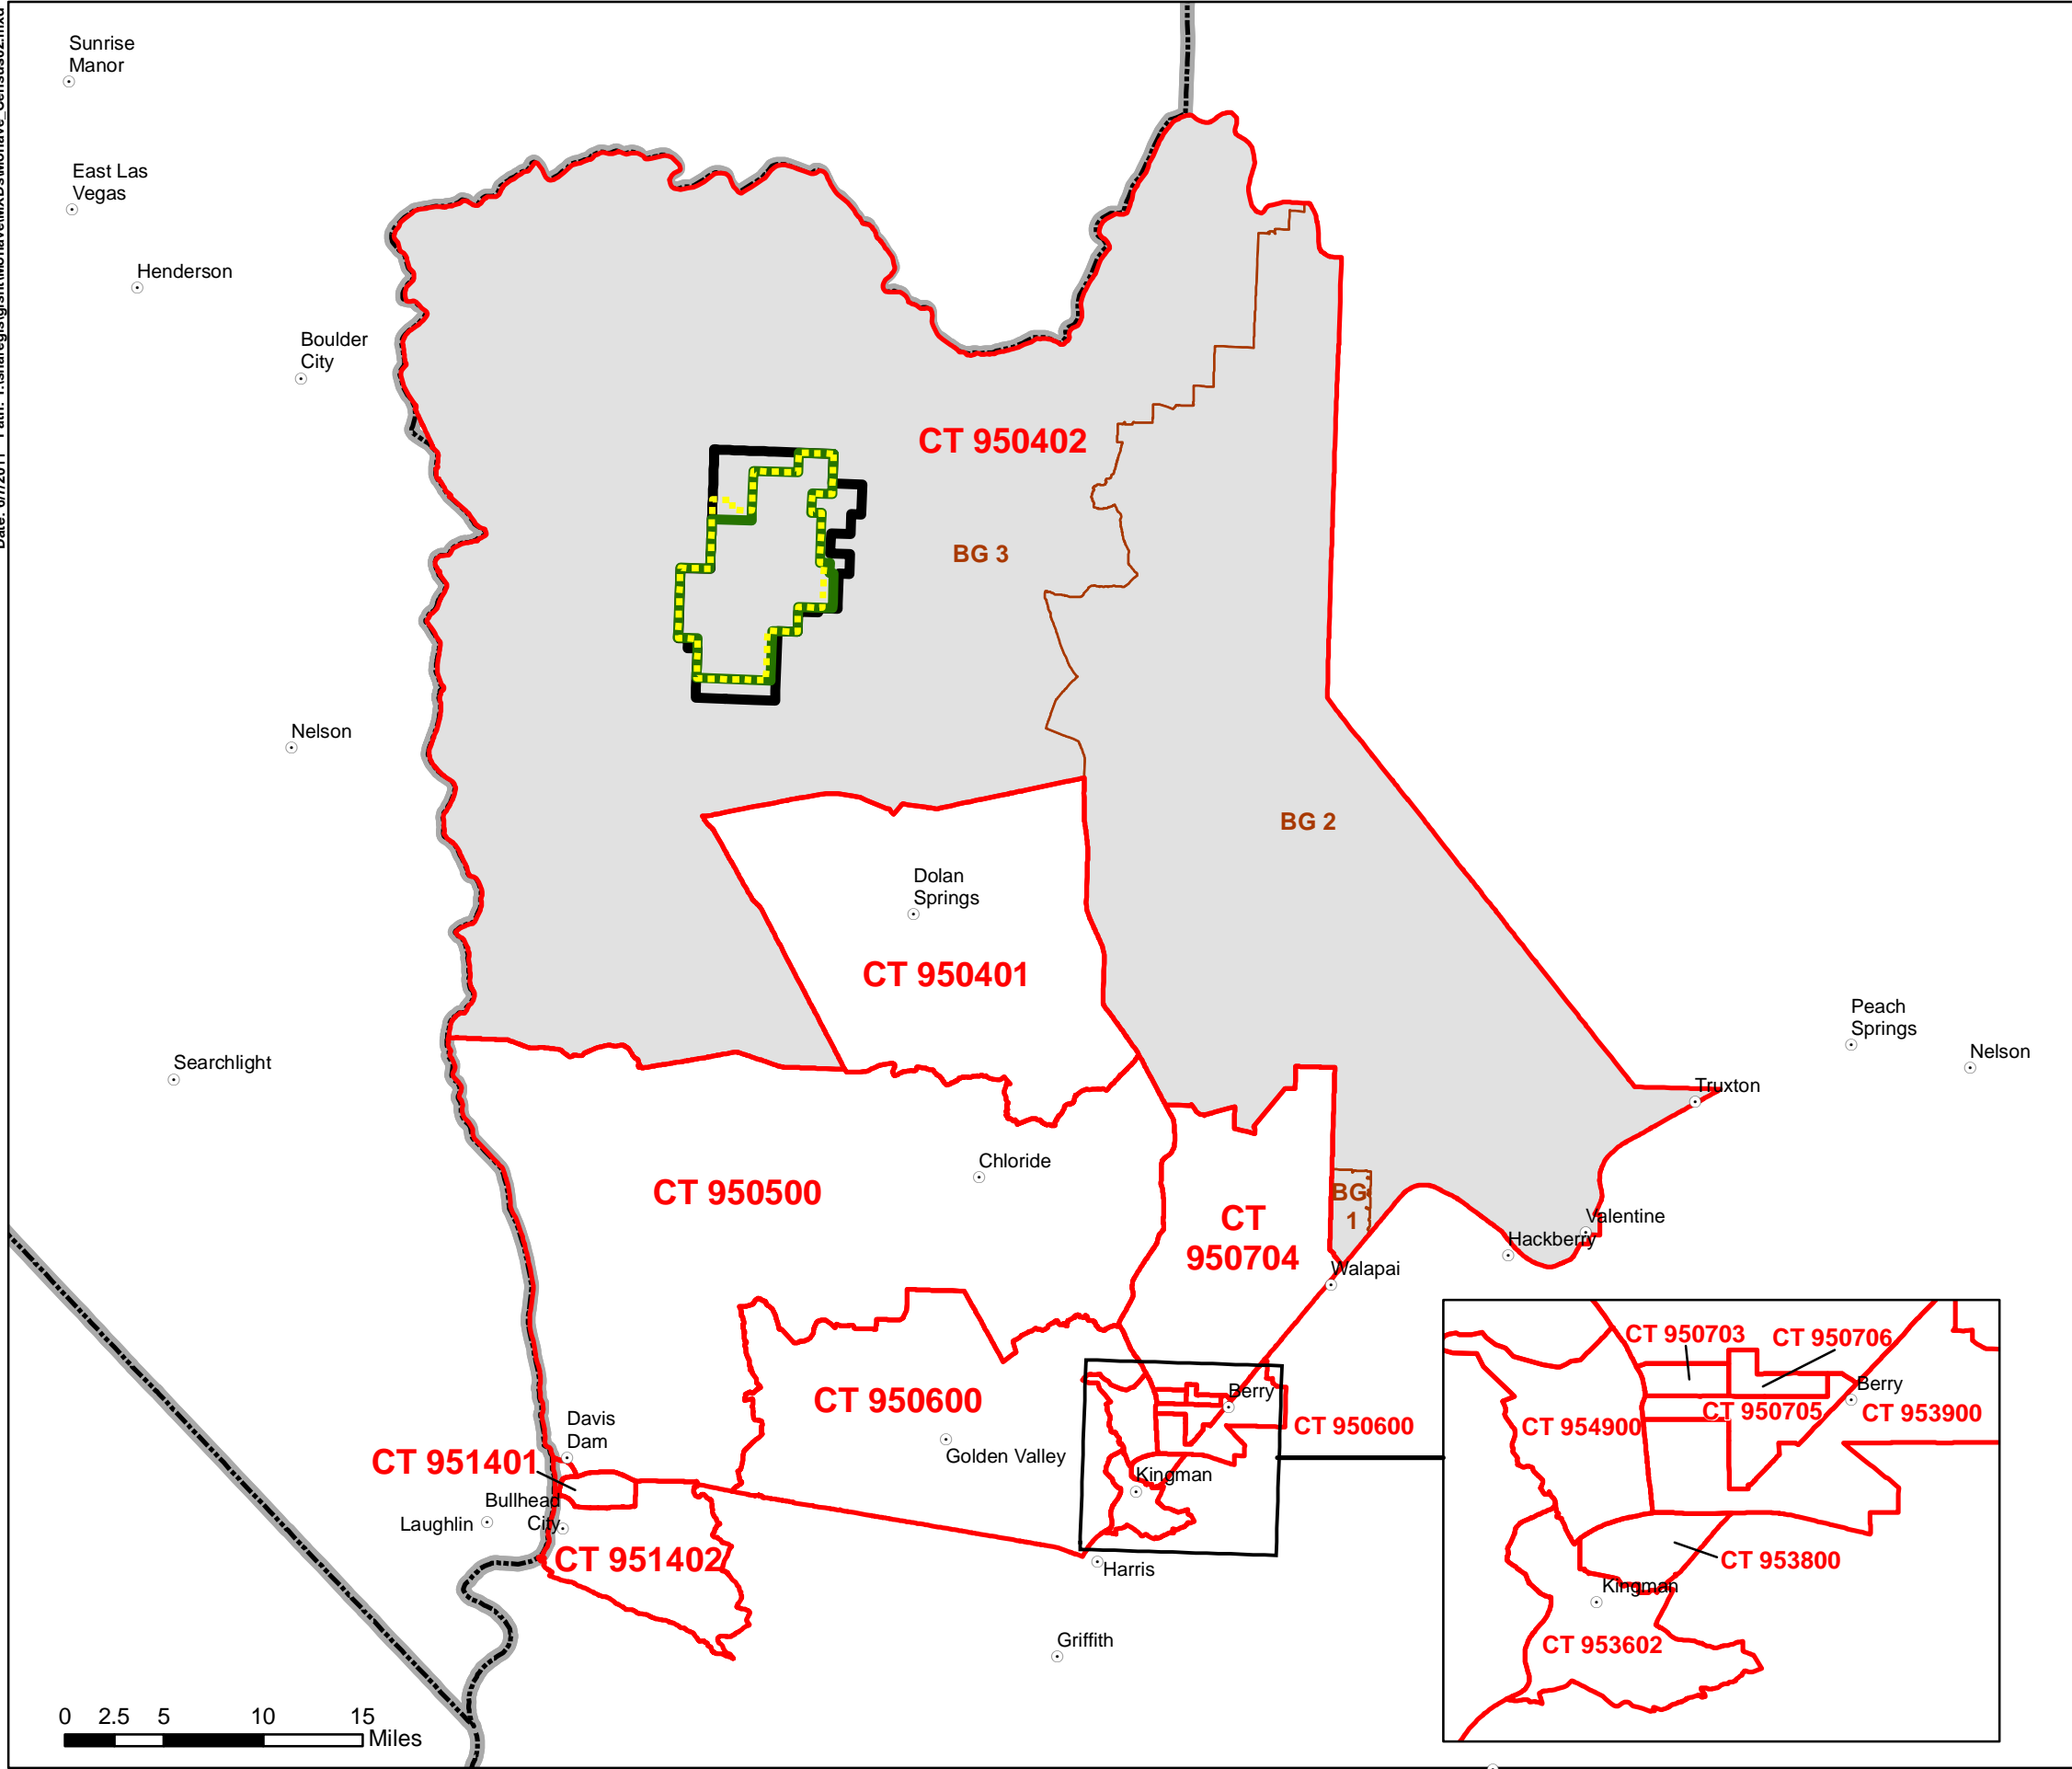 Sunrise
Manor
East Las
Vegas
Henderson
Boulder
City
CT 950402
BG 3
Nelson
BG 2
Dolan
Springs
CT 950401
Peach
Springs
Nelson
Searchlight
Truxton
Chloride
CT 950500
BG
1
CT
950704
Valentine
Hackberry
Walapai
CT 950703
CT 950706
Berry
CT 950705
CT 953900
CT 954900
CT 953800
Kingman
CT 953602
CT 950600
Berry
CT 950600
Davis
Dam
Golden Valley
CT 951401
Kingman
Bullhead
City
Laughlin
CT 951402
Harris
Griffith
0 2.5 5 10 15
Miles